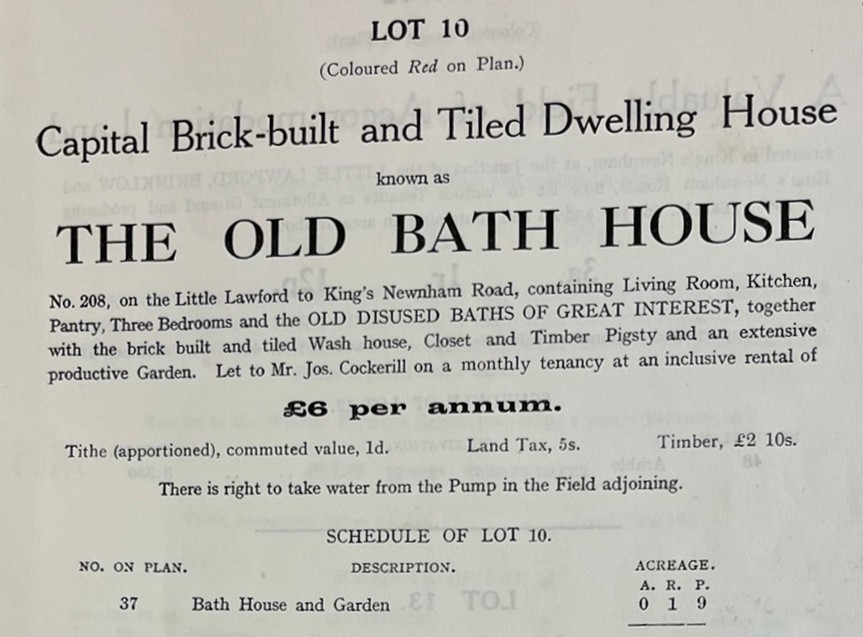 LOT 10
(Coloured Red on Plan.)
Capital Brick-built and Tiled Dwelling House
known as
THE OLD BATH HOUSE
No. 208, on the Little Lawford to King's Newnham Road, containing Living Room, Kitchen,
Pantry, Three Bedrooms and the OLD DISUSED BATHS OF GREAT INTEREST, together
with the brick built and tiled Wash house, Closet and Timber Pigsty and an extensive
productive Garden. Let to Mr. Jos. Cockerill on a monthly tenancy at an inclusive rental of
£6 per annum.
Tithe (apportioned), commuted value, 1d. Land Tax, 5s. Timber, £2 10s.
There is right to take water from the Pump in the Field adjoining.
SCHEDULE OF LOT 10.
NO. ON PLAN. DESCRIPTION. ACREAGE.
A. R. P.
37 Bath House and Garden 0 1 9